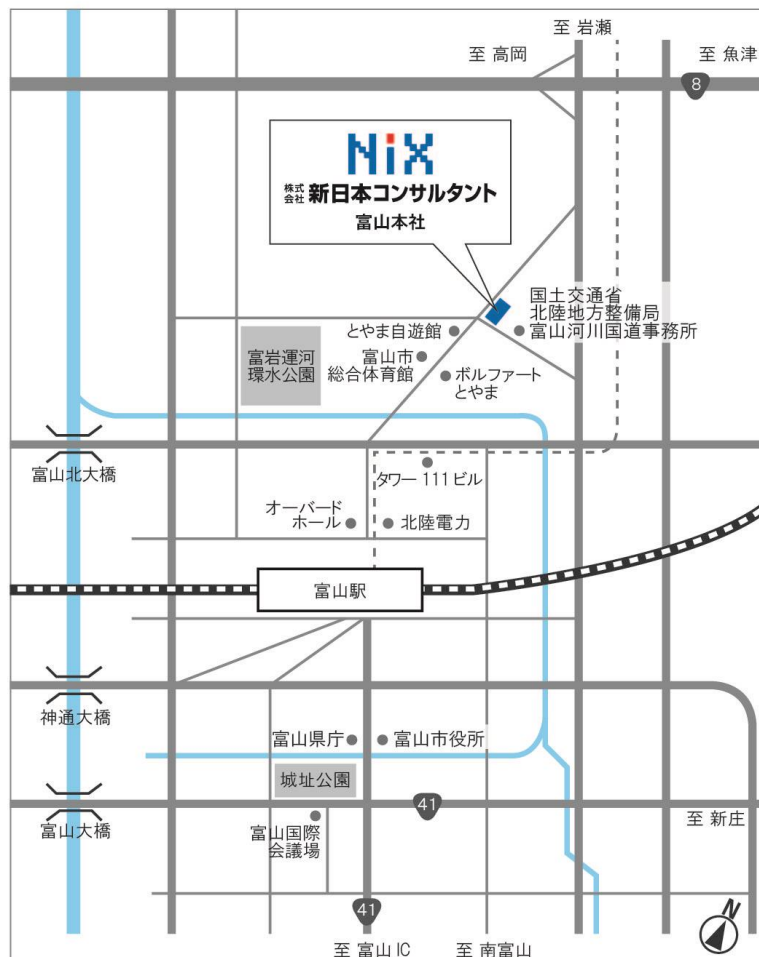 至 岩瀬
至 高岡
至 魚津
8
NiX
株式会社 新日本コンサルタント
富山本社
国土交通省
北陸地方整備局
富山河川国道事務所
とやま自遊館
富岩運河
環水公園
富山市
総合体育館
ボルファート
とやま
富山北大橋
タワー 111 ビル
オーバード
ホール
北陸電力
富山駅
神通大橋
富山県庁
富山市役所
城址公園
41
富山大橋
至 新庄
富山国際
会議場
41
N
至 富山 IC
至 南富山